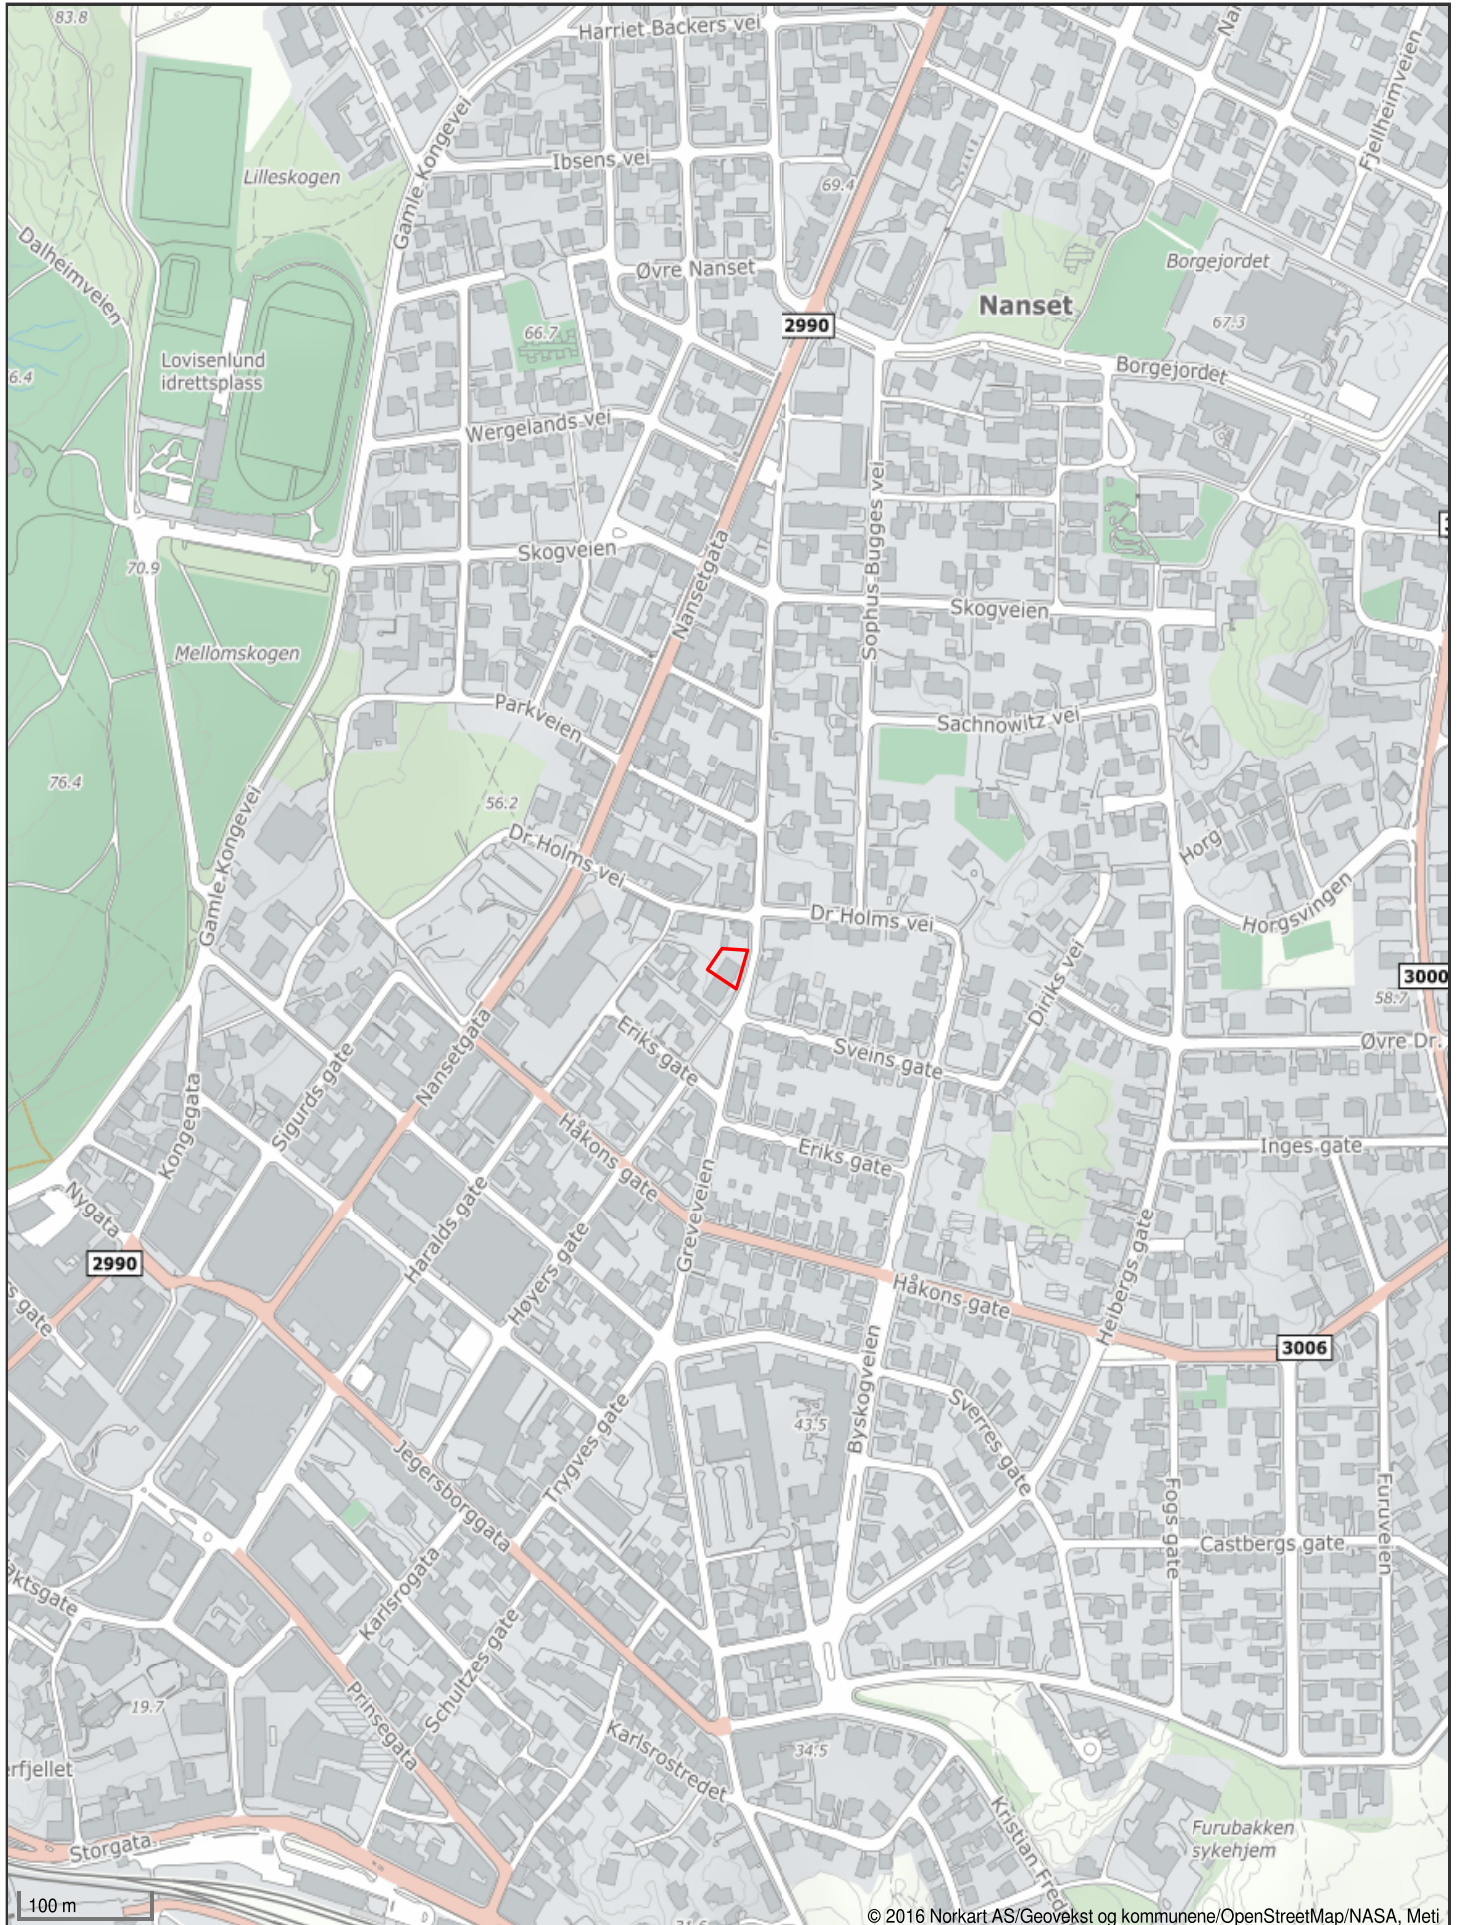 83.8
Harriet Backers vei
Fjellheimveien
Gamle Kongevei
Ibsens vei
Lilleskogen
69.4
Dalheimveien
Øvre Nanset
Borgejordet
Nanset
2990
67.3
66.7
Lovisenlund
idrettsplass
6.4
Borgejordet
Wergelands vei
Skogveien
Nansetgata
Sophus Bugges vei
70.9
Skogveien
Mellomskogen
Parkveien
Sachnowitz vei
76.4
56.2
Dr Holms vei
Gamle Kongevei
Horg
Horgsvingen
Dr Holms vei
3000
58.7
Diriks vei
Øvre Dr.
Nansetgata
Eriks gate
Sveins gate
Sigurds gate
Kongegata
Håkons gate
Eriks gate
Inges gate
Nygata
Haralds gate
Greveveien
Heibergs gate
2990
Høyers gate
Håkons gate
s gate
3006
Byskogveien
Sverres gate
43.5
Trygves gate
Jegersborggata
Fogs gate
Furuveien
Castbergs gate
aktsgate
Karlsrogata
Schultzes gate
19.7
Prinsegata
Karlsrostredet
34.5
erfjellet
Kristian Fred
Furubakken
sykehjem
Storgata
100 m
© 2016 Norkart AS/Geovekst og kommunene/OpenStreetMap/NASA, Meti